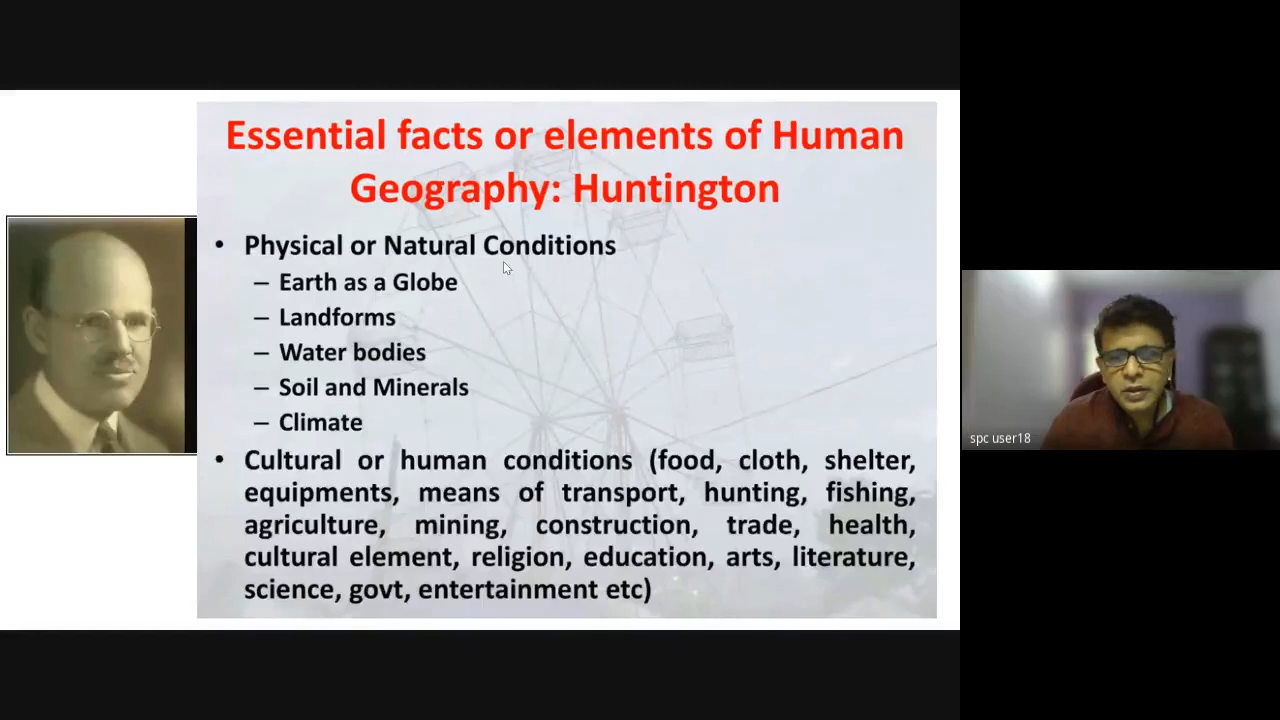 Essential facts or elements of Human
Geography: Huntington
• Physical or Natural Conditions
– Earth as a Globe
– Landforms
– Water bodies
– Soil and Minerals
– Climate
• Cultural or human conditions (food, cloth, shelter,
equipments, means of transport, hunting, fishing,
agriculture, mining, construction, trade, health,
cultural element, religion, education, arts, literature,
science, govt, entertainment etc)
spc user18